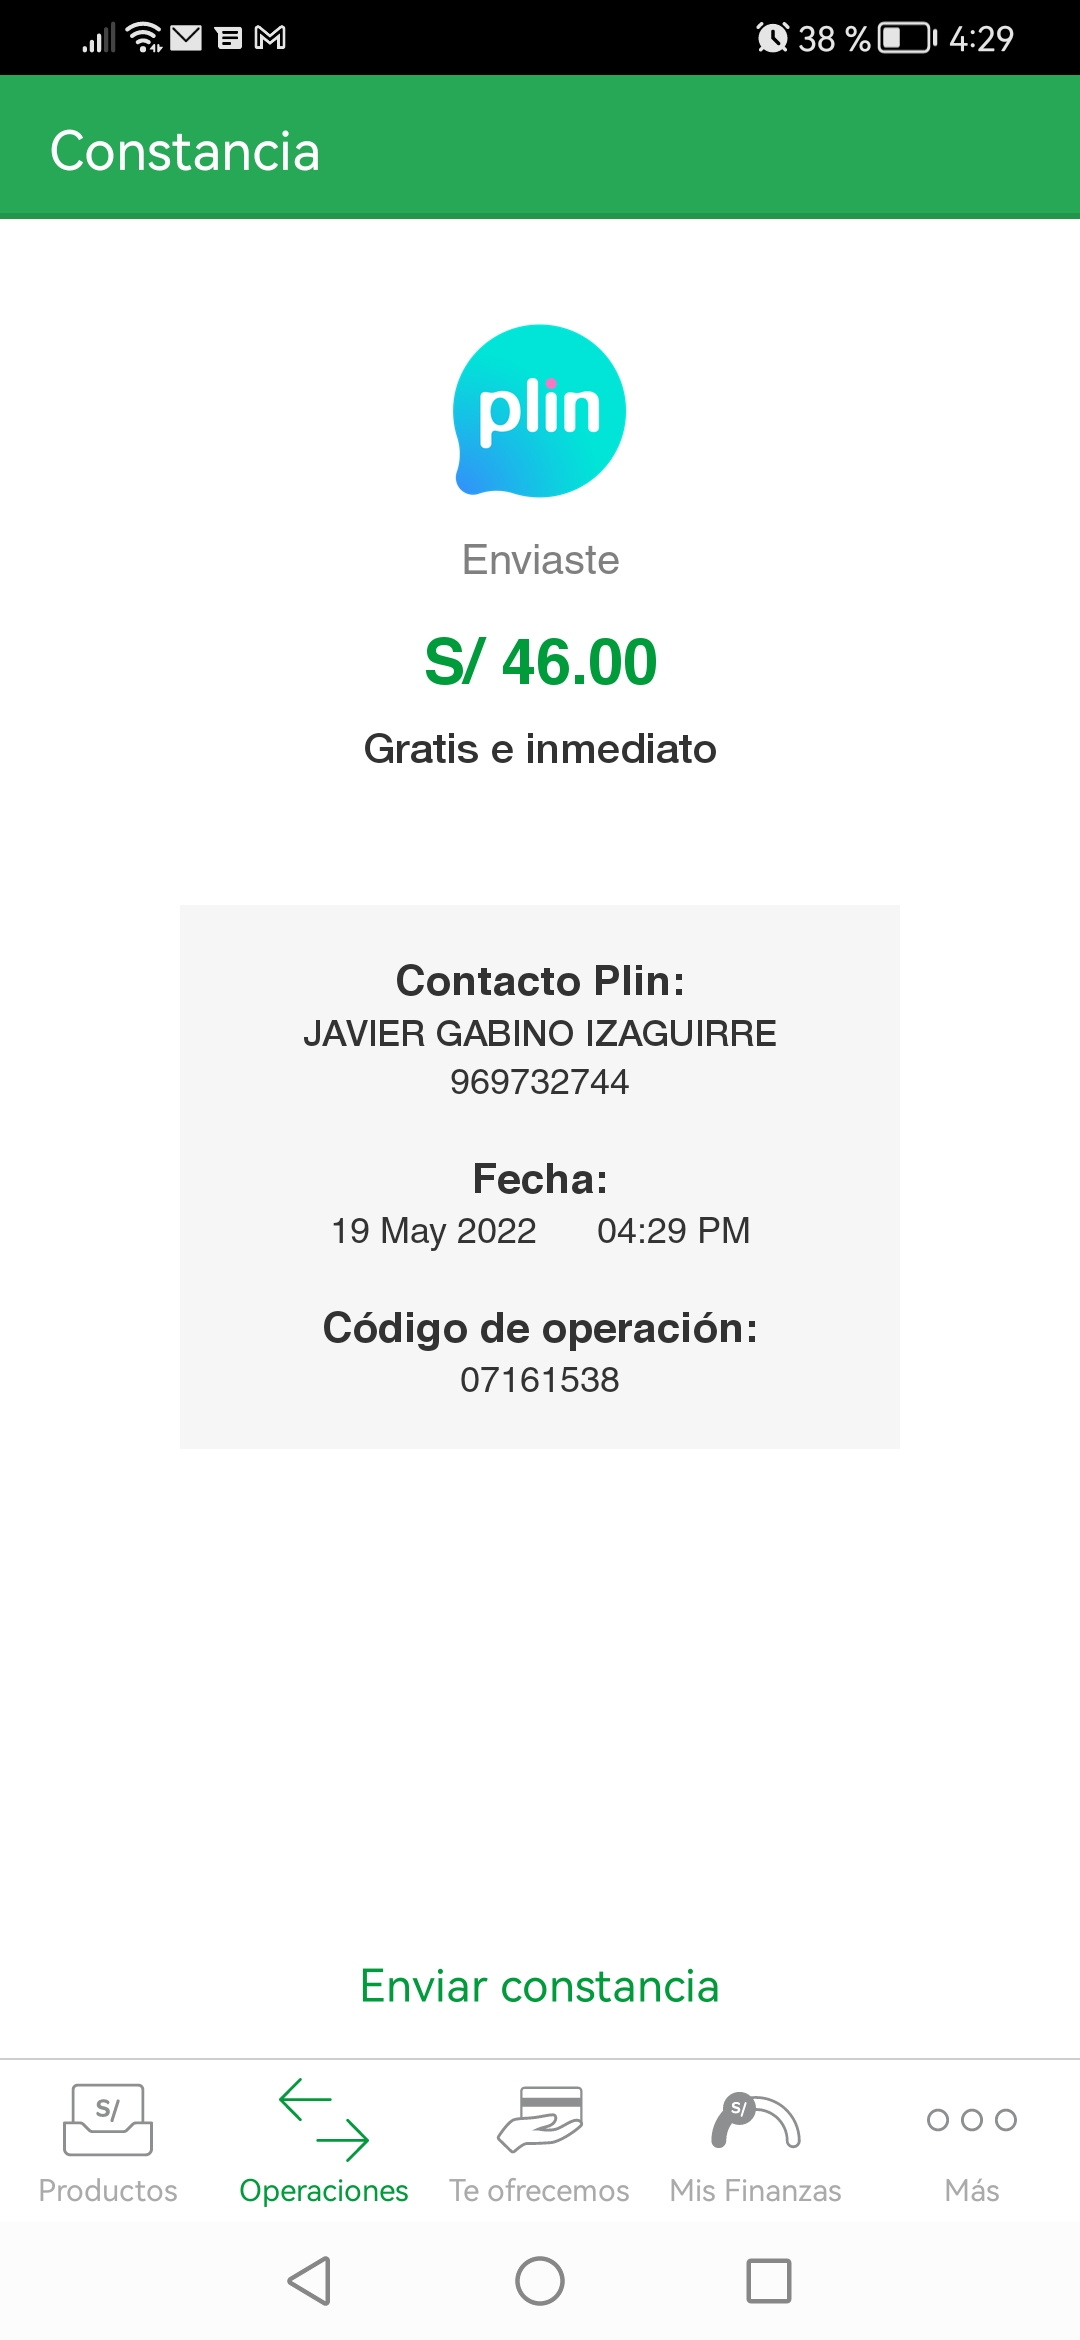 38 % 4:29
Constancia
plin
Enviaste
S/ 46.00
Gratis e inmediato
Contacto Plin:
JAVIER GABINO IZAGUIRRE
969732744
Fecha:
19 May 2022 04:29 PM
Código de operación:
07161538
Enviar constancia
S/ S/
Productos Operaciones Te ofrecemos Mis Finanzas Más